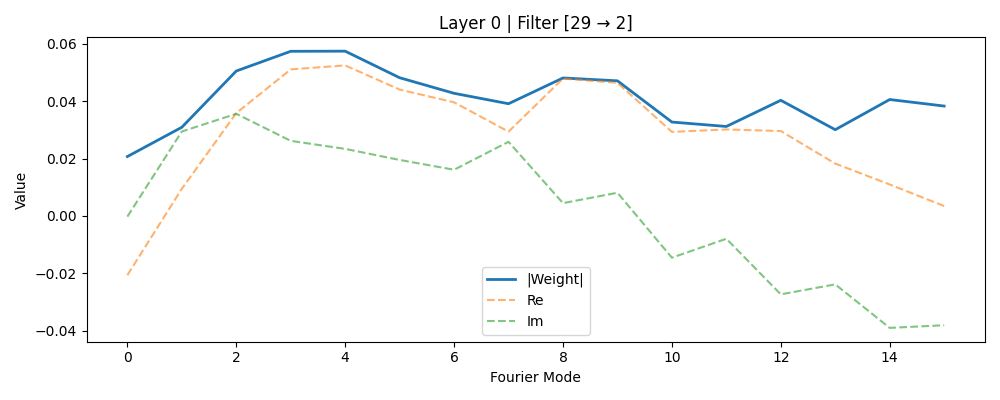 Layer 0 | Filter [29 → 2]
Value
0.06
0.04
0.02
0.00
−0.02
−0.04
|Weight|
Re
Im
0 2 4 6 8 10 12 14
Fourier Mode